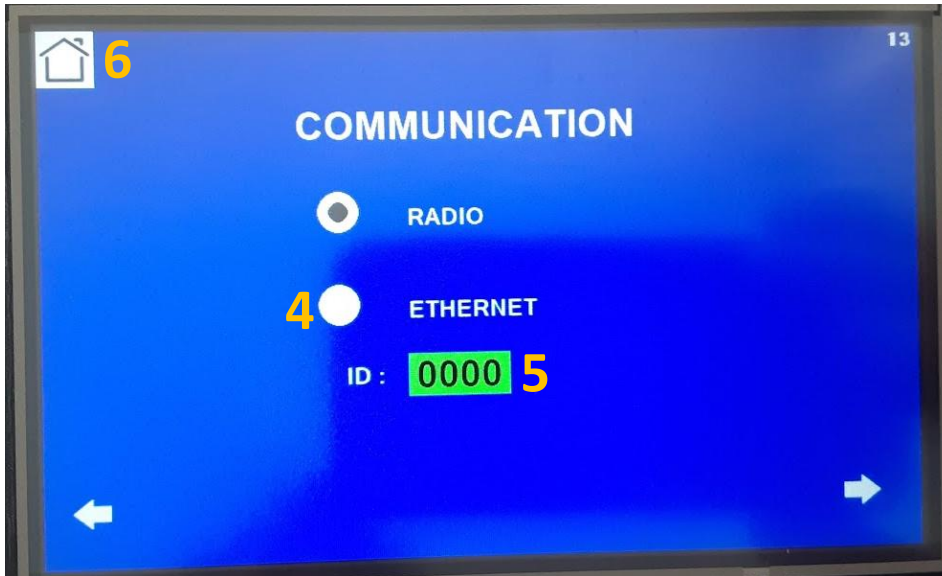 6
13
COMMUNICATION
RADIO
4 ETHERNET
ID : 0000 5